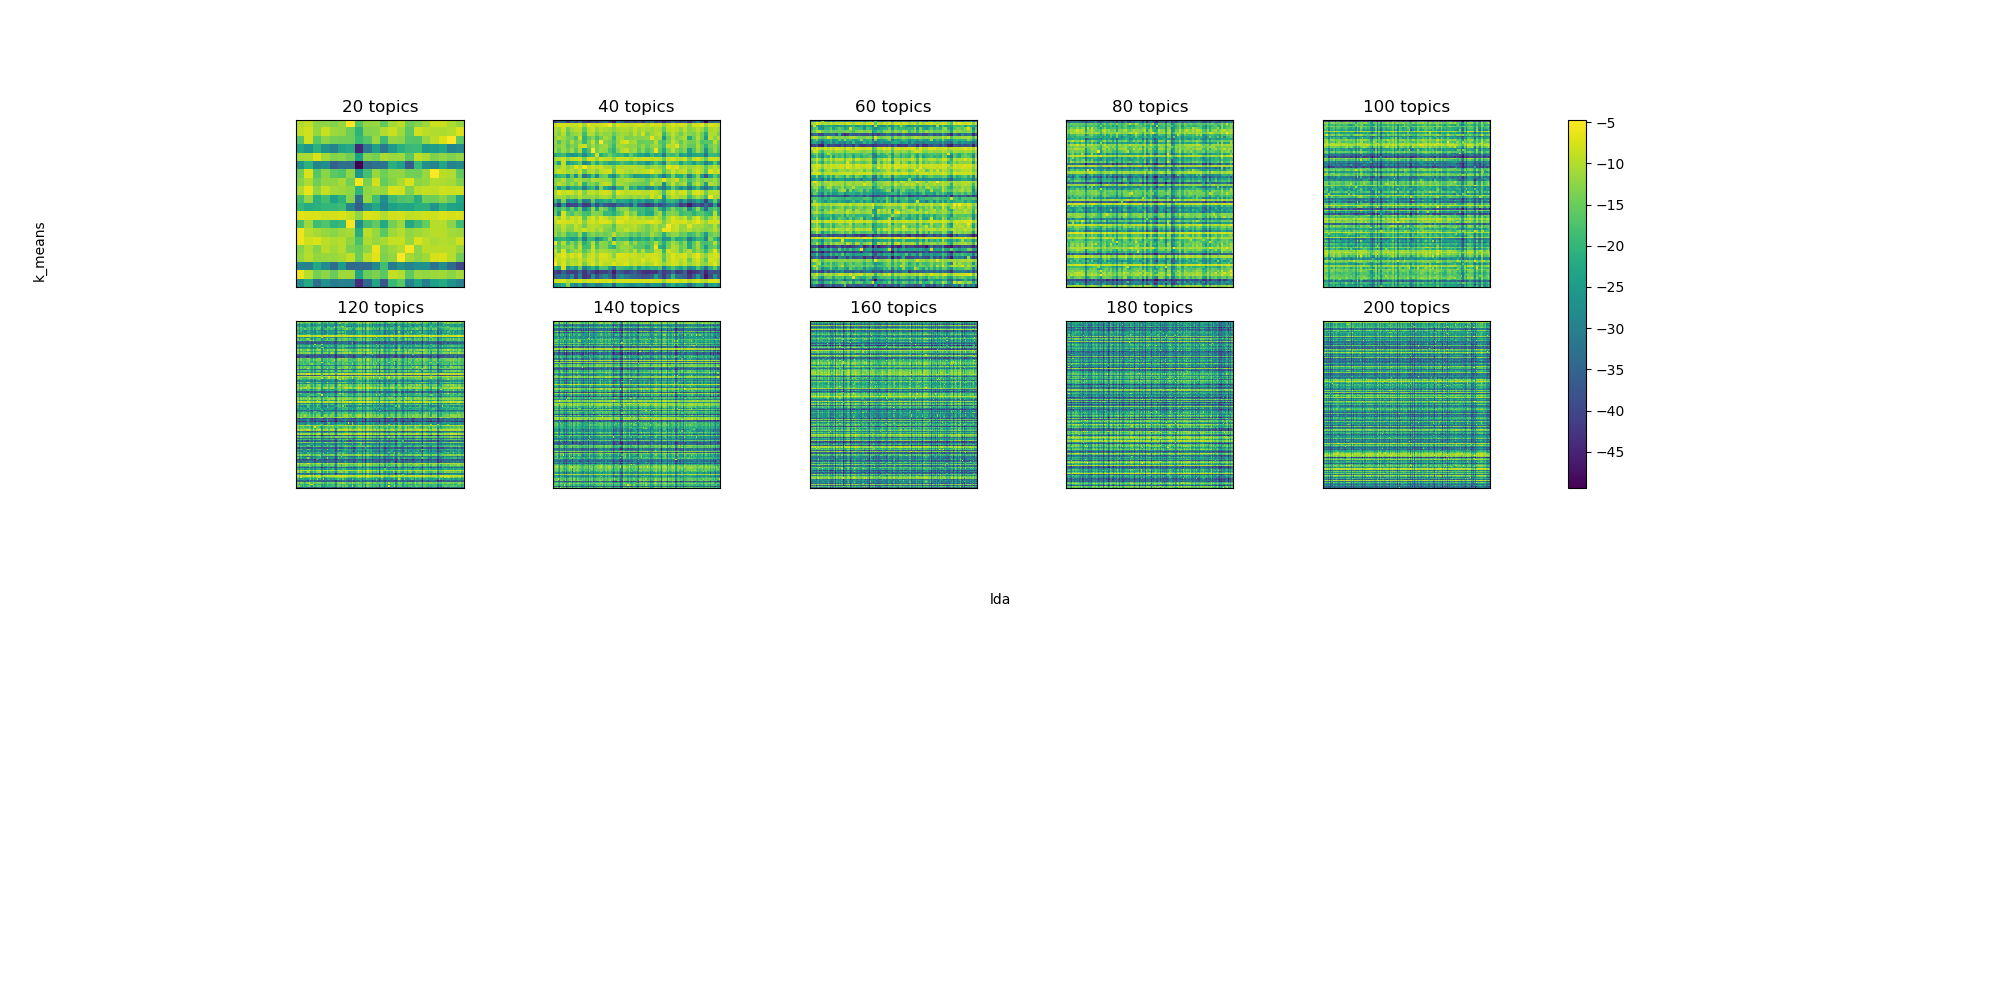 20 topics
40 topics
60 topics
80 topics
100 topics
−5
−10
−15
−20
−25
−30
−35
−40
−45
k_means
120 topics
140 topics
160 topics
180 topics
200 topics
lda